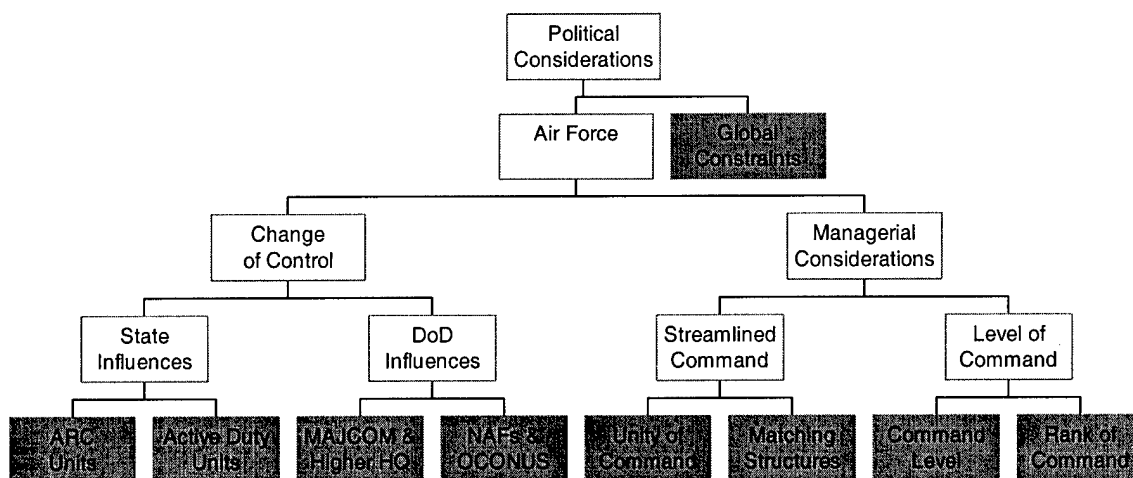 Political
Considerations
Air Force
Global
Constraints
Change
of Control
Managerial
Considerations
State
Influences
DoD
Influences
Streamlined
Command
Level of
Command
ARC
Units
Active Duty
Units
MAJCOM &
Higher HQ
NAFs &
OCONUS
Unity of
Command
Matching
Structures
Command
Level
Rank of
Command